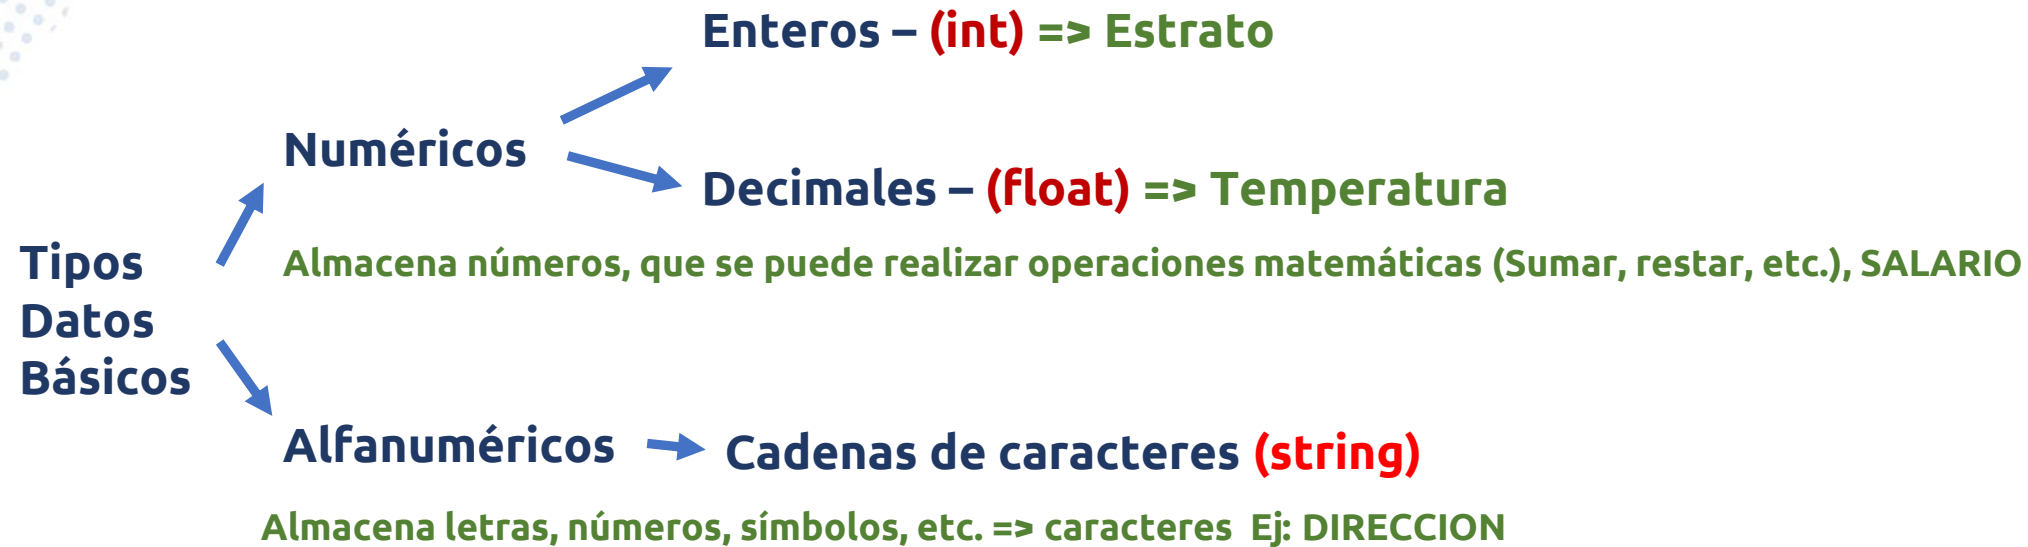 Enteros – (int) => Estrato
Numéricos
Decimales – (float) => Temperatura
Almacena números, que se puede realizar operaciones matemáticas (Sumar, restar, etc.), SALARIO
Tipos
Datos
Básicos
Alfanuméricos
Cadenas de caracteres (string)
Almacena letras, números, símbolos, etc. => caracteres Ej: DIRECCION